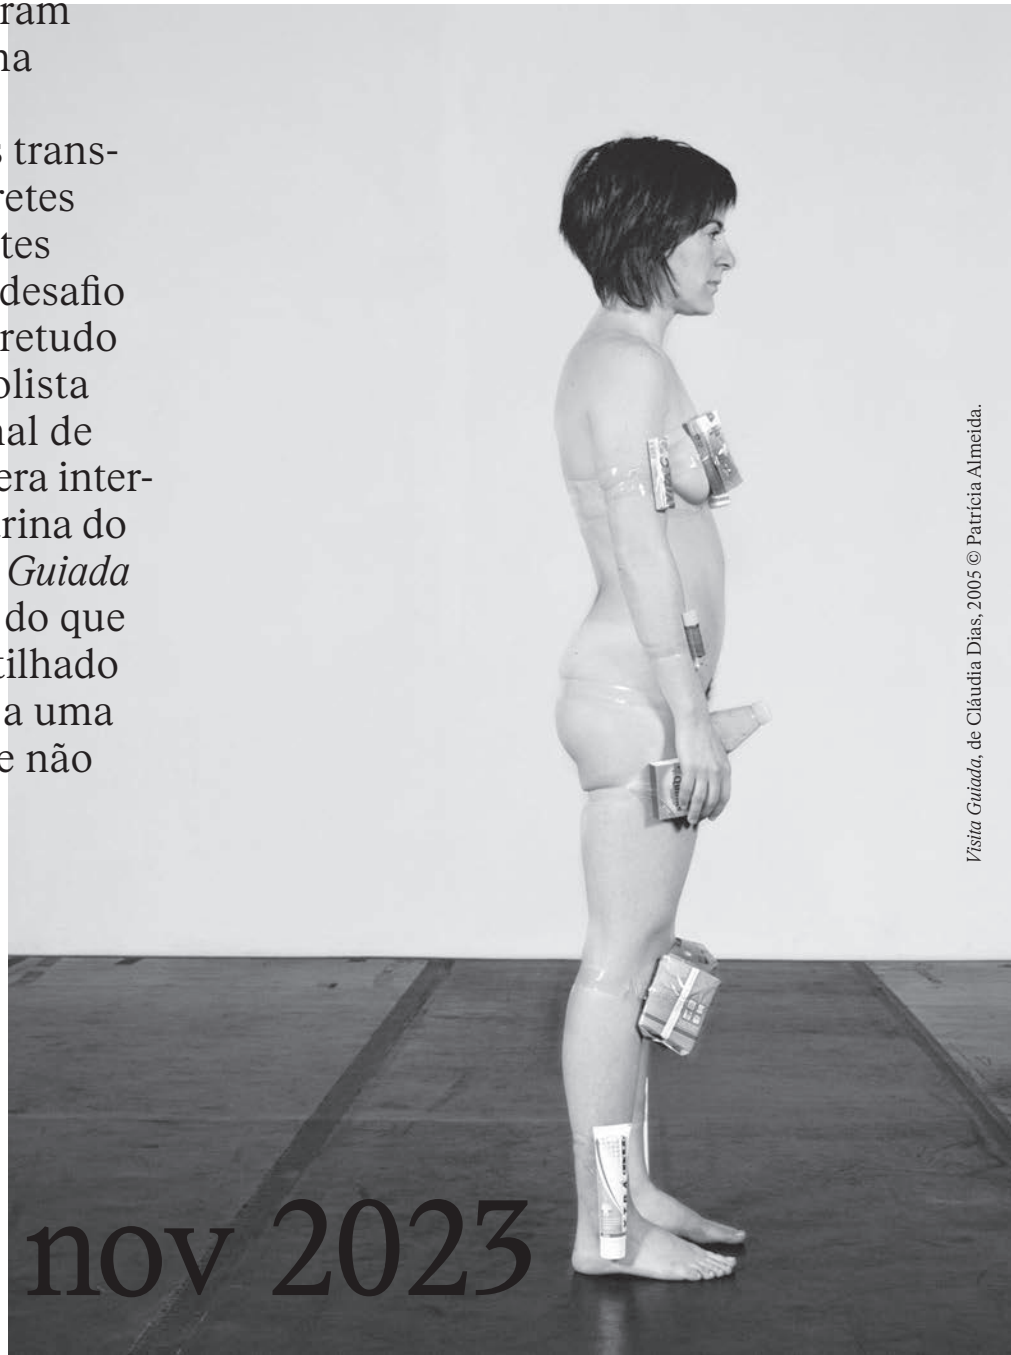 ram
na
s trans-
retes
tes
desafio
retudo
olista
nal de
era inter-
arina do
Guiada
do que
tilhado
a uma
e não
Visita Guiada, de Cláudia Dias, 2005 © Patrícia Almeida.
nov 2023